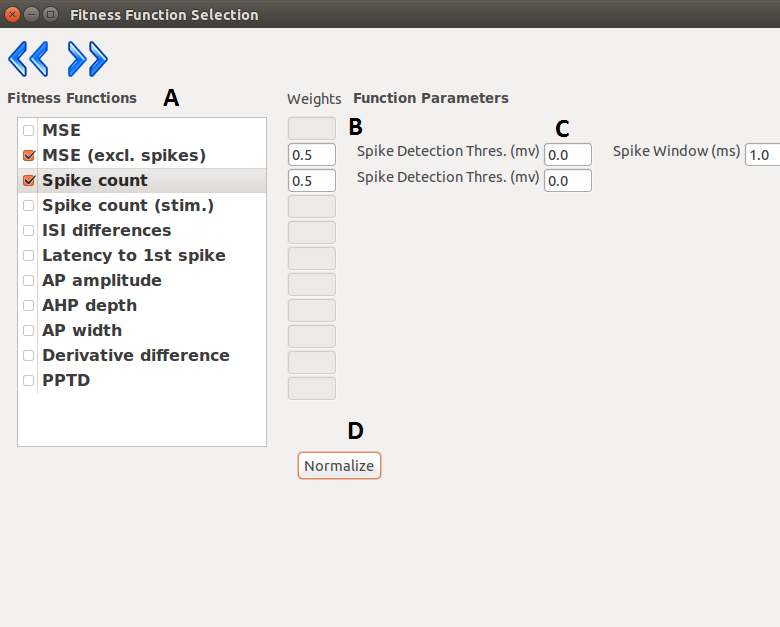 Fitness Function Selection
Fitness Functions A Weights Function Parameters
MSE B C
MSE (excl. spikes) 0.5 Spike Detection Thres. (mv) 0.0 Spike Window (ms) 1.0
Spike count 0.5 Spike Detection Thres. (mv) 0.0
Spike count (stim.)
ISI differences
Latency to 1st spike
AP amplitude
AHP depth
AP width
Derivative difference
PPTD
D
Normalize